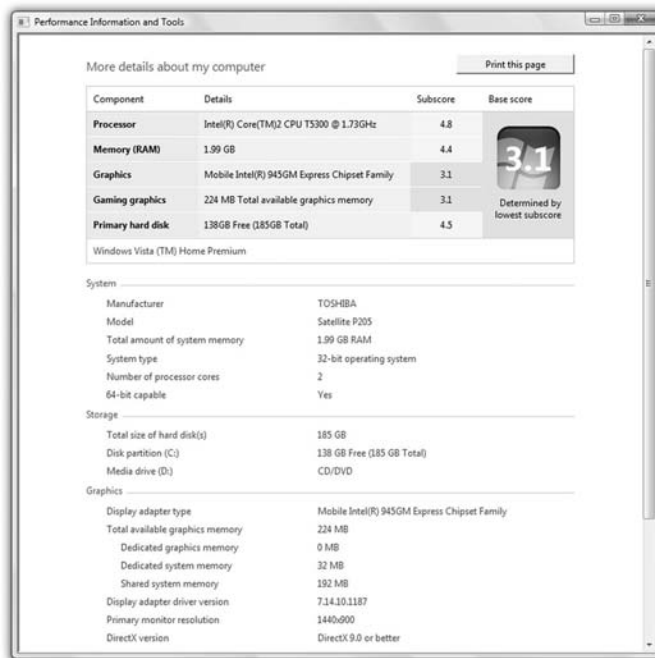 Performance Information and Tools
More details about my computer
Print this page
Component Details Subscore Base score
Processor Intel(R) Core(TM)2 CPU T5300 @ 1.73GHz 4.8
Memory (RAM) 1.99 GB 4.4
Graphics Mobile Intel(R) 945GM Express Chipset Family 3.1
Gaming graphics 224 MB Total available graphics memory 3.1
Primary hard disk 138GB Free (185GB Total) 4.5
3.1
Determined by
lowest subscore
Windows Vista (TM) Home Premium
System
Manufacturer TOSHIBA
Model Satellite P205
Total amount of system memory 1.99 GB RAM
System type 32-bit operating system
Number of processor cores 2
64-bit capable Yes
Storage
Total size of hard disk(s) 185 GB
Disk partition (C:) 138 GB Free (185 GB Total)
Media drive (D:) CD/DVD
Graphics
Display adapter type Mobile Intel(R) 945GM Express Chipset Family
Total available graphics memory 224 MB
Dedicated graphics memory 0 MB
Dedicated system memory 32 MB
Shared system memory 192 MB
Display adapter driver version 7.14.10.1187
Primary monitor resolution 1440x900
DirectX version DirectX 9.0 or better